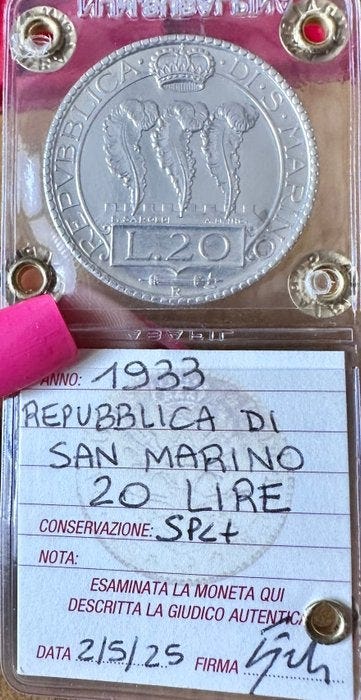 REPVBBLICA · DI · S · MARINO
L.20
R
ANNO: 1933
REPUBBLICA DI
SAN MARINO
20 LIRE
CONSERVAZIONE: SPL+
NOTA:
ESAMINATA LA MONETA QUI
DESCRITTA LA GIUDICO AUTENTIC
DATA 2/5/25 FIRMA